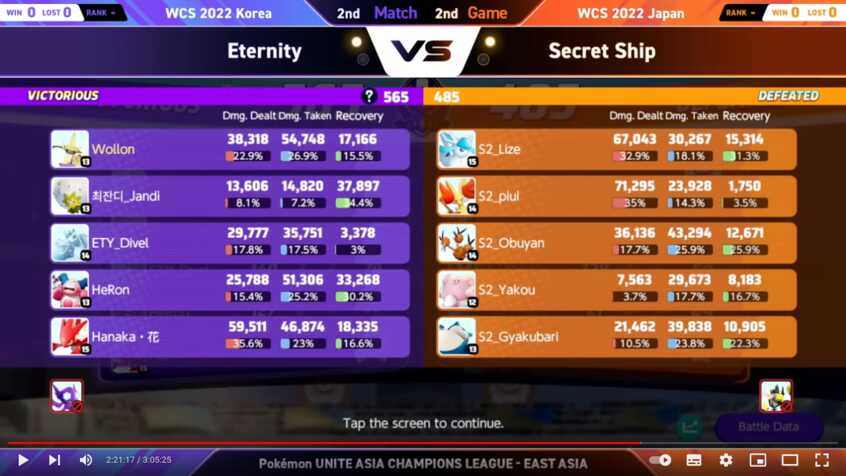 WIN 0 LOST 0 RANK - WCS 2022 Korea 2nd Match 2nd Game WCS 2022 Japan RANK - WIN 0 LOST 0
Eternity VS Secret Ship
VICTORIOUS ? 565 485 DEFEATED
Dmg. Dealt Dmg. Taken Recovery Dmg. Dealt Dmg. Taken Recovery
38,318 54,748 17,166 67,043 30,267 15,314
13 Wollon 22.9% 26.9% 15.5% 15 S2_Lize 32.9% 18.1% 31.3%
13,606 14,820 37,897 71,295 23,928 1,750
13 최잔디_Jandi 8.1% 7.2% 4.4% 14 S2_piul 35% 14.3% 3.5%
29,777 35,751 3,378 36,136 43,294 12,671
14 ETY_Divel 17.8% 17.5% 3% 14 S2_Obuyan 17.7% 25.9% 25.9%
25,788 51,306 33,268 7,563 29,673 8,183
13 HeRon 15.4% 25.2% 30.2% 12 S2_Yakou 3.7% 17.7% 16.7%
59,511 46,874 18,335 21,462 39,838 10,905
15 Hanaka・花 35.6% 23% 16.6% 13 S2_Gyakubari 10.5% 23.8% 22.3%
Tap the screen to continue.
Battle Data
2:21:17 / 3:05:25
Pokémon UNITE ASIA CHAMPIONS LEAGUE - EAST ASIA